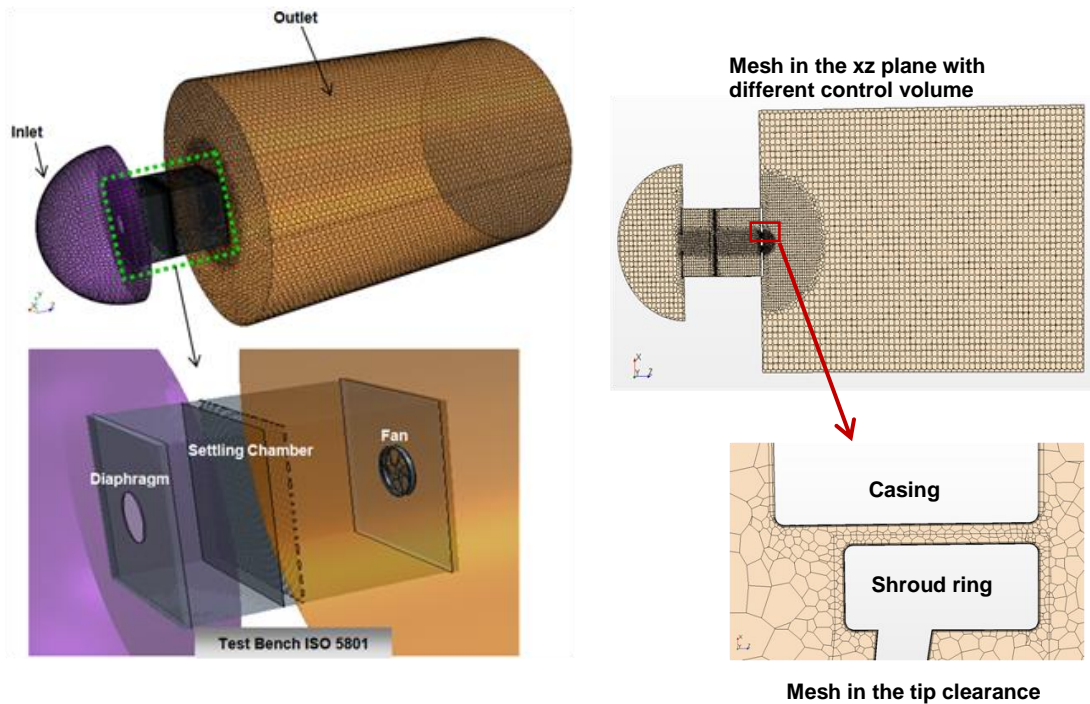 Outlet
Inlet
Mesh in the xz plane with
different control volume
X
Y
Z
Diaphragm
Settling Chamber
Fan
Test Bench ISO 5801
Casing
Shroud ring
Mesh in the tip clearance